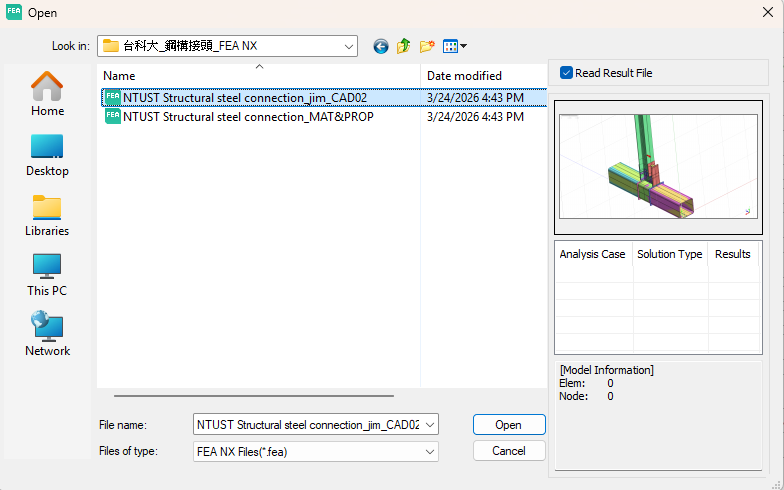 FEA Open
Look in: 台科大_鋼構接頭_FEA NX
Home
Desktop
Libraries
This PC
Network
Name Date modified
FEA NTUST Structural steel connection_jim_CAD02 3/24/2026 4:43 PM
FEA NTUST Structural steel connection_MAT&PROP 3/24/2026 4:43 PM
File name: NTUST Structural steel connection_jim_CAD02 Open
Files of type: FEA NX Files(*.fea) Cancel
Read Result File
Analysis Case Solution Type Results
[Model Information]
Elem: 0
Node: 0